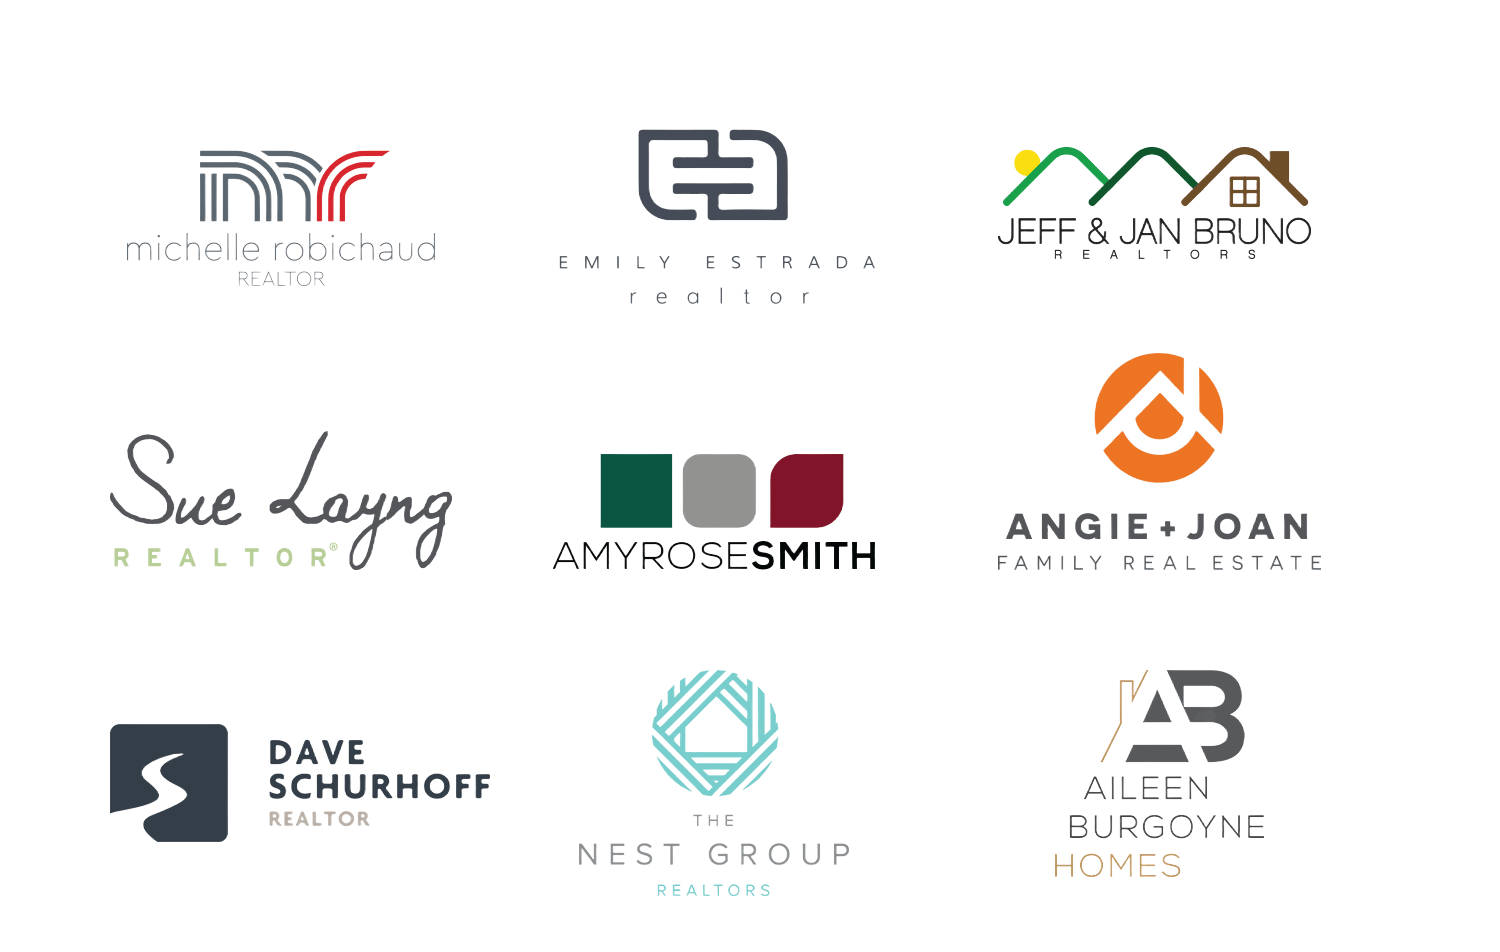 michelle robichaud
REALTOR
EMILY ESTRADA
realtor
JEFF & JAN BRUNO
REALTORS
Sue Layng
REALTOR®
AMYROSESMITH
ANGIE + JOAN
FAMILY REAL ESTATE
DAVE
SCHURHOFF
REALTOR
THE
NEST GROUP
REALTORS
AB
AILEEN
BURGOYNE
HOMES